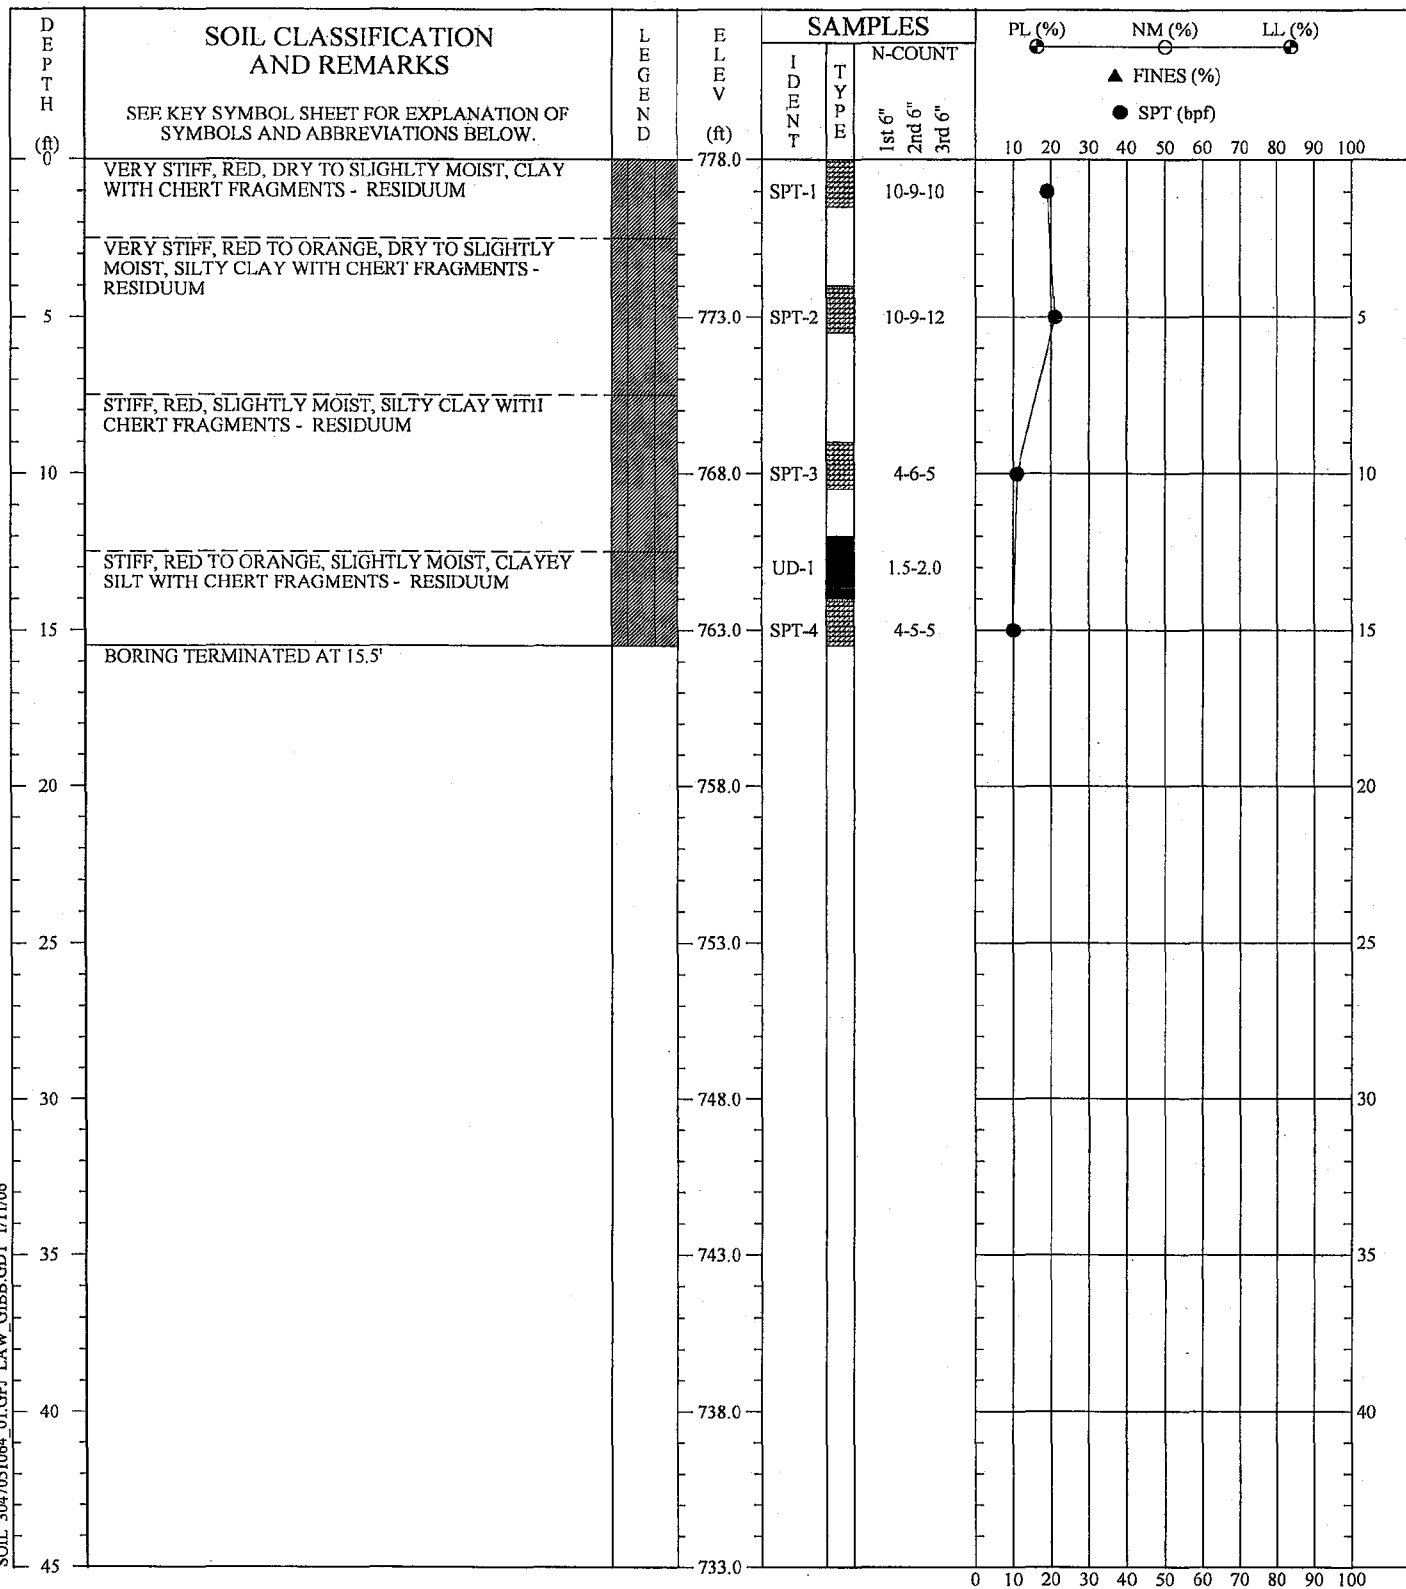 DEPTH (ft)
SOIL CLASSIFICATION
AND REMARKS
SEE KEY SYMBOL SHEET FOR EXPLANATION OF
SYMBOLS AND ABBREVIATIONS BELOW.
LEGEND
ELEV (ft)
SAMPLES
IDENT
TYPE
N-COUNT
1st 6"
2nd 6"
3rd 6"
PL (%) NM (%) LL (%)
▲ FINES (%)
● SPT (bpf)
10 20 30 40 50 60 70 80 90 100
0 778.0
VERY STIFF, RED, DRY TO SLIGHLTY MOIST, CLAY
WITH CHERT FRAGMENTS - RESIDUUM
SPT-1 10-9-10
VERY STIFF, RED TO ORANGE, DRY TO SLIGHTLY
MOIST, SILTY CLAY WITH CHERT FRAGMENTS -
RESIDUUM
5 773.0 SPT-2 10-9-12 5
STIFF, RED, SLIGHTLY MOIST, SILTY CLAY WITH
CHERT FRAGMENTS - RESIDUUM
10 768.0 SPT-3 4-6-5 10
STIFF, RED TO ORANGE, SLIGHTLY MOIST, CLAYEY
SILT WITH CHERT FRAGMENTS - RESIDUUM
UD-1 1.5-2.0
15 763.0 SPT-4 4-5-5 15
BORING TERMINATED AT 15.5'
20 758.0 20
25 753.0 25
30 748.0 30
35 743.0 35
40 738.0 40
45 733.0
0 10 20 30 40 50 60 70 80 90 100
LAW_GIBB.GDT